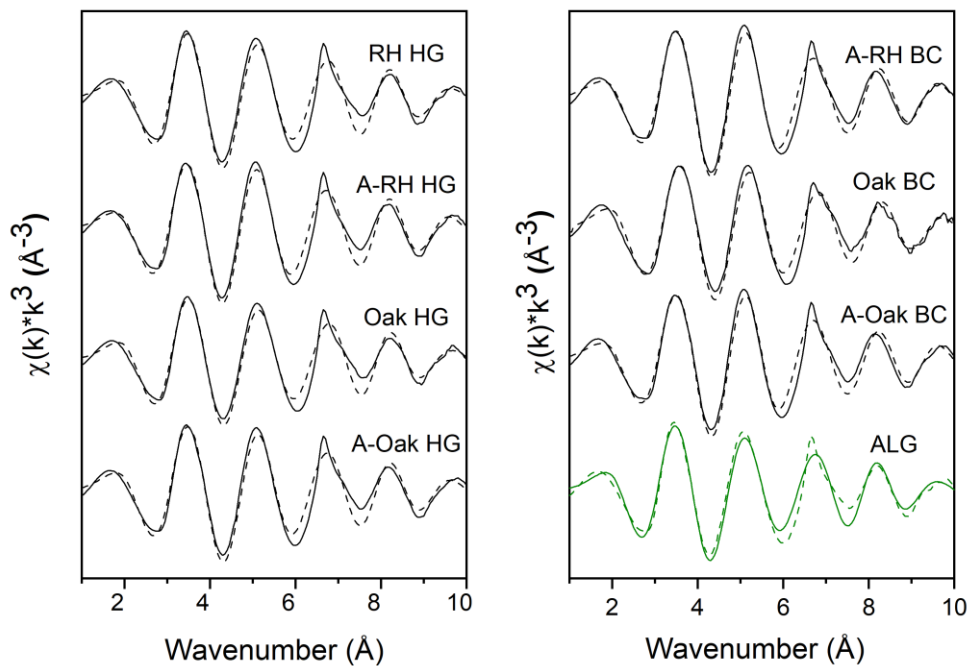 χ(k)*k³ (Å⁻³)
RH HG
A-RH HG
Oak HG
A-Oak HG
2 4 6 8 10
Wavenumber (Å)
χ(k)*k³ (Å⁻³)
A-RH BC
Oak BC
A-Oak BC
ALG
2 4 6 8 10
Wavenumber (Å)